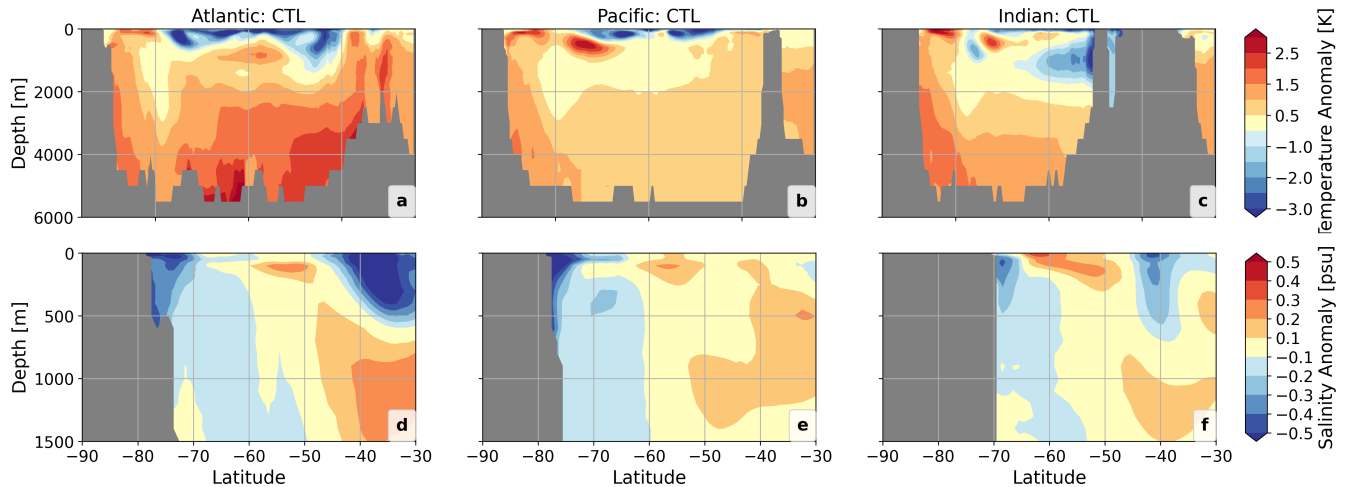 Atlantic: CTL
Pacific: CTL
Indian: CTL
Depth [m]
0
2000
4000
6000
a
b
c
2.5
1.5
0.5
−1.0
−2.0
−3.0
Temperature Anomaly [K]
Depth [m]
0
500
1000
1500
d
e
f
0.5
0.4
0.3
0.2
0.1
−0.1
−0.2
−0.3
−0.4
−0.5
Salinity Anomaly [psu]
−90 −80 −70 −60 −50 −40 −30
−90 −80 −70 −60 −50 −40 −30
−90 −80 −70 −60 −50 −40 −30
Latitude
Latitude
Latitude